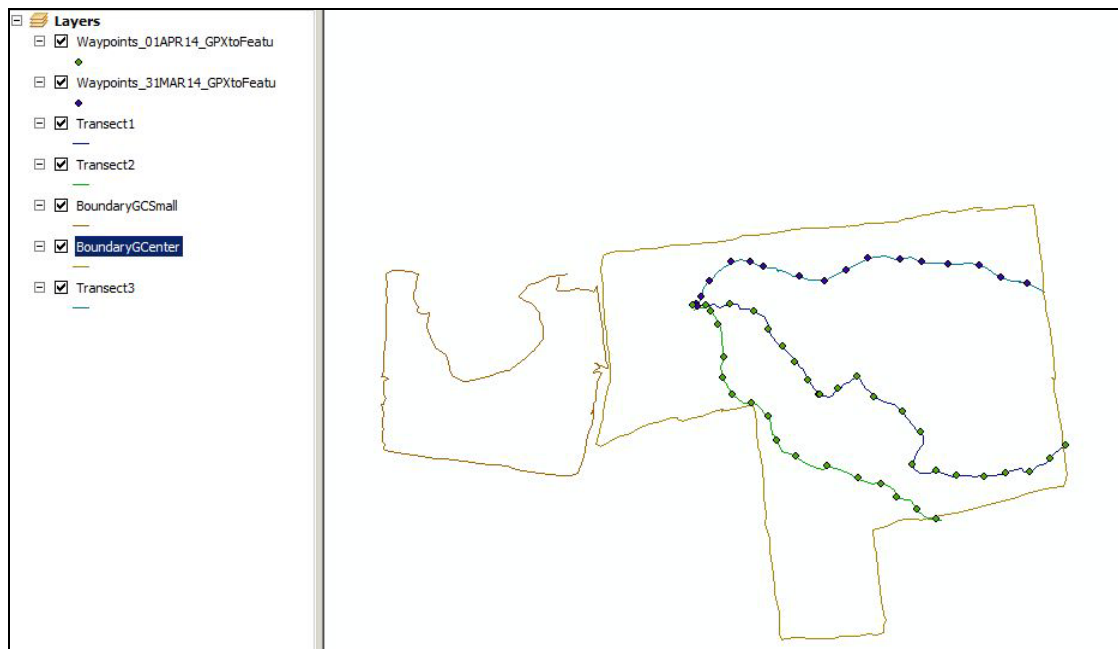 Layers
Waypoints_01APR14_GPXtoFeatu
Waypoints_31MAR14_GPXtoFeatu
Transect1
Transect2
BoundaryGCSmall
BoundaryGCenter
Transect3